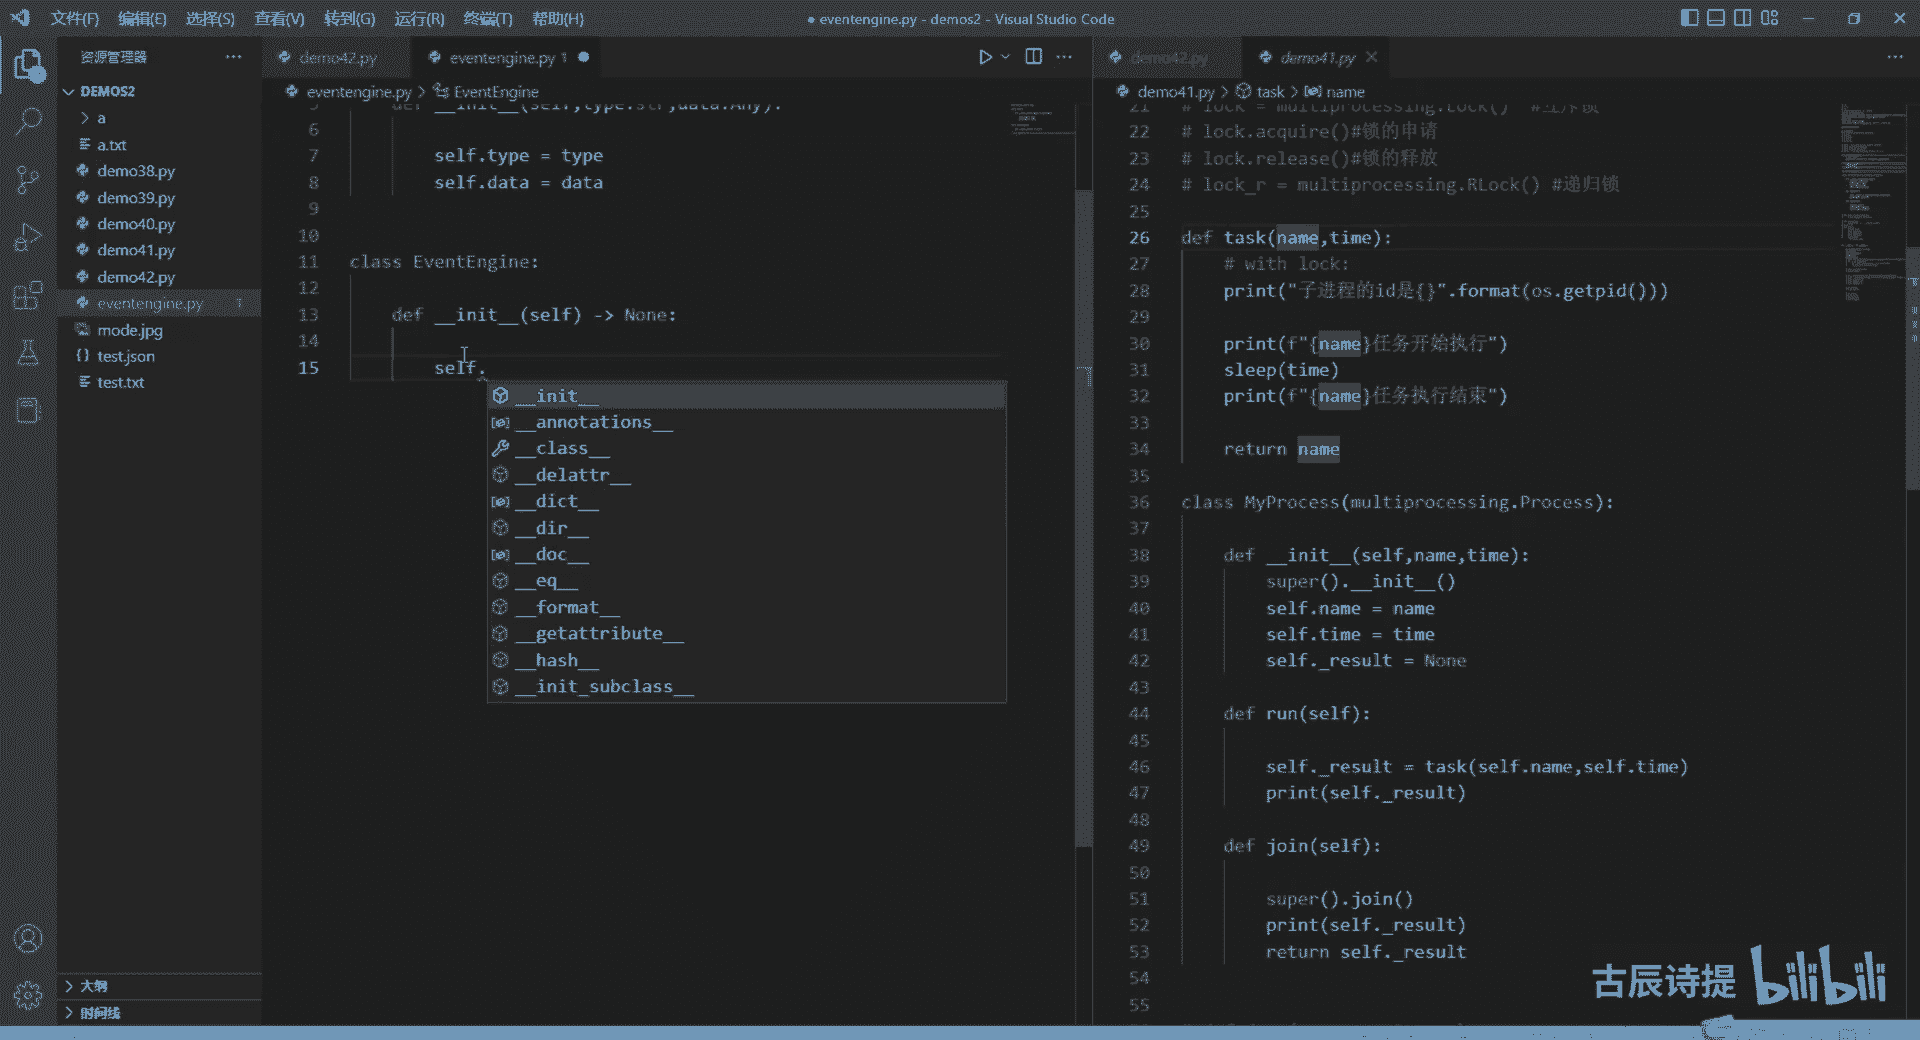 文件(F) 编辑(E) 选择(S) 查看(V) 转到(G) 运行(R) 终端(T) 帮助(H)
● eventengine.py - demos2 - Visual Studio Code
资源管理器
DEMOS2
a
a.txt
demo38.py
demo39.py
demo40.py
demo41.py
demo42.py
eventengine.py 1
mode.jpg
test.json
test.txt
大纲
时间线
demo42.py
eventengine.py 1
eventengine.py > EventEngine
5 def __init__(self,type:str,data:Any):
6
7 self.type = type
8 self.data = data
9
10
11 class EventEngine:
12
13 def __init__(self) -> None:
14
15 self.
__init__
__annotations__
__class__
__delattr__
__dict__
__dir__
__doc__
__eq__
__format__
__getattribute__
__hash__
__init_subclass__
demo42.py
demo41.py
demo41.py > task > name
21 # lock = multiprocessing.Lock() #互斥锁
22 # lock.acquire()#锁的申请
23 # lock.release()#锁的释放
24 # lock_r = multiprocessing.RLock() #递归锁
25
26 def task(name,time):
27 # with lock:
28 print("子进程的id是{}".format(os.getpid()))
29
30 print(f"{name}任务开始执行")
31 sleep(time)
32 print(f"{name}任务执行结束")
33
34 return name
35
36 class MyProcess(multiprocessing.Process):
37
38 def __init__(self,name,time):
39 super().__init__()
40 self.name = name
41 self.time = time
42 self._result = None
43
44 def run(self):
45
46 self._result = task(self.name,self.time)
47 print(self._result)
48
49 def join(self):
50
51 super().join()
52 print(self._result)
53 return self._result
54
55
古辰诗提 bilibili